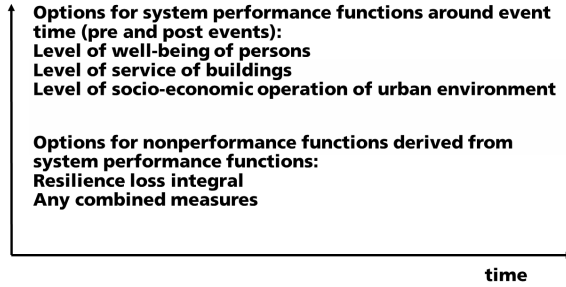 Options for system performance functions around event
time (pre and post events):
Level of well-being of persons
Level of service of buildings
Level of socio-economic operation of urban environment
Options for nonperformance functions derived from
system performance functions:
Resilience loss integral
Any combined measures
time